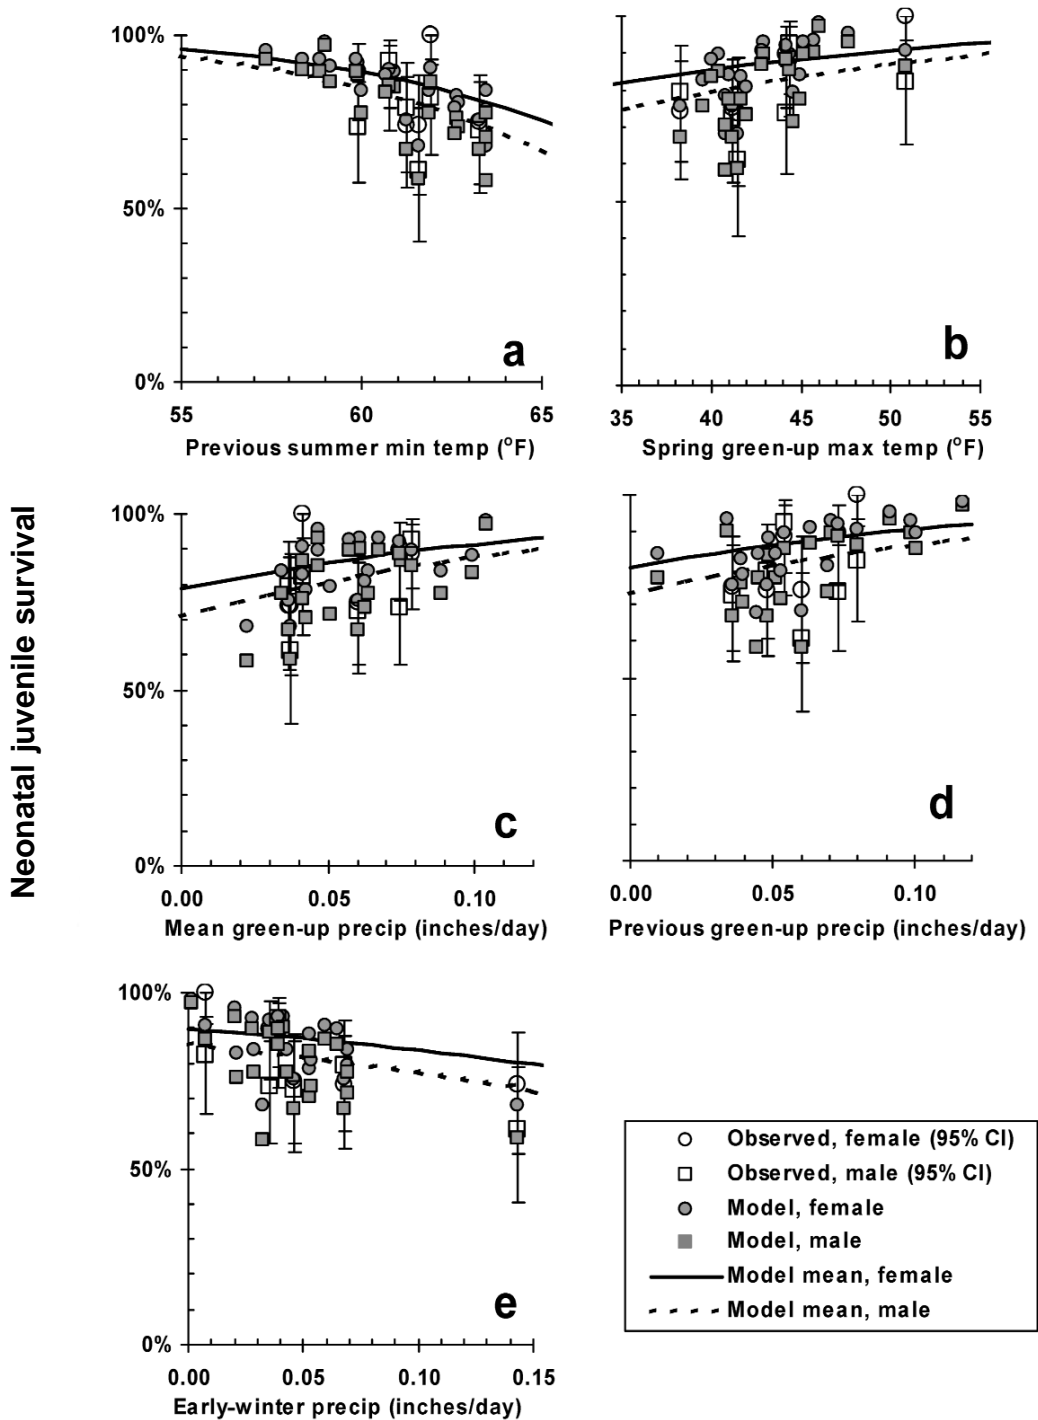 Neonatal juvenile survival
100%
50%
0%
a
55 60 65
Previous summer min temp (°F)
b
35 40 45 50 55
Spring green-up max temp (°F)
100%
50%
0%
c
0.00 0.05 0.10
Mean green-up precip (inches/day)
d
0.00 0.05 0.10
Previous green-up precip (inches/day)
100%
50%
0%
e
0.00 0.05 0.10 0.15
Early-winter precip (inches/day)
Observed, female (95% CI)
Observed, male (95% CI)
Model, female
Model, male
Model mean, female
Model mean, male